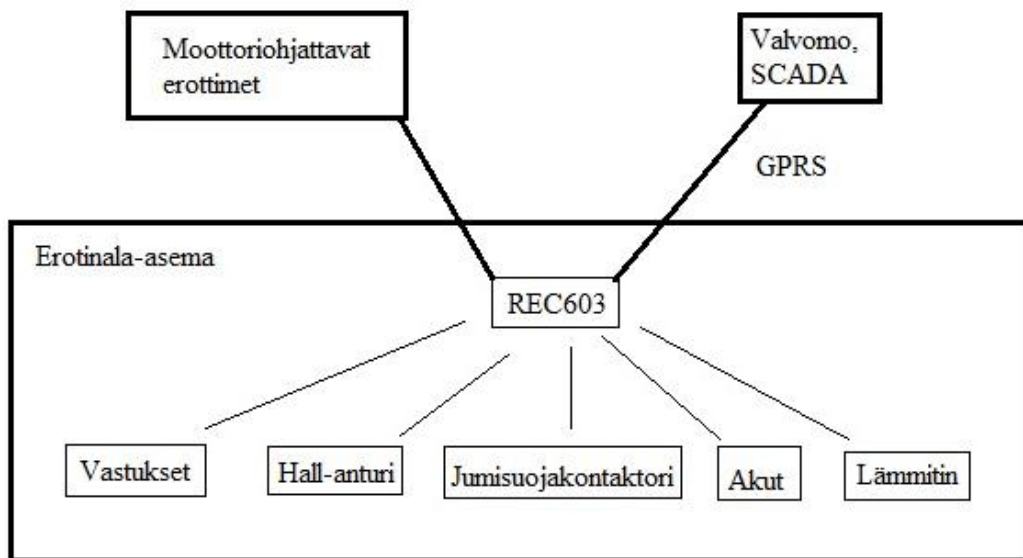 Moottoriohjattavat
erottimet
Valvomo,
SCADA
GPRS
Erotinala-asema
REC603
Vastukset
Hall-anturi
Jumisuojakontaktori
Akut
Lämmitin